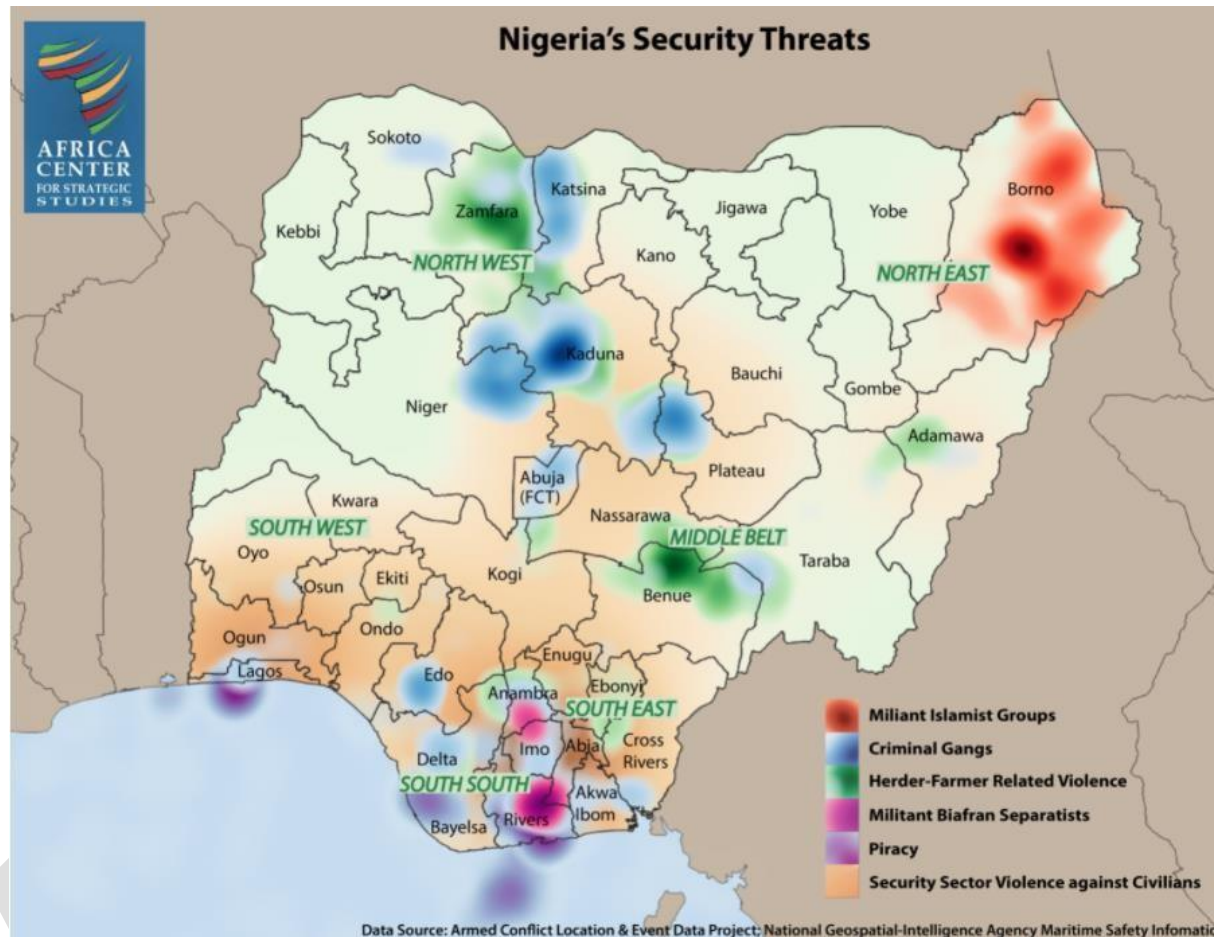 Nigeria's Security Threats
AFRICA
CENTER
FOR STRATEGIC
STUDIES
Sokoto
Katsina
Borno
Zamfara
Jigawa
Yobe
Kebbi
Kano
NORTH WEST
NORTH EAST
Kaduna
Bauchi
Gombe
Niger
Adamawa
Plateau
Abuja
(FCT)
Kwara
Nassarawa
SOUTH WEST
MIDDLE BELT
Oyo
Taraba
Kogi
Ekiti
Osun
Benue
Ondo
Ogun
Enugu
Lagos
Edo
Ebonyi
Anambra
SOUTH EAST
Imo
Abia
Cross
Rivers
Delta
SOUTH SOUTH
Akwa
Ibom
Rivers
Bayelsa
Miliant Islamist Groups
Criminal Gangs
Herder-Farmer Related Violence
Militant Biafran Separatists
Piracy
Security Sector Violence against Civilians
Data Source: Armed Conflict Location & Event Data Project; National Geospatial-Intelligence Agency Maritime Safety Infomatio